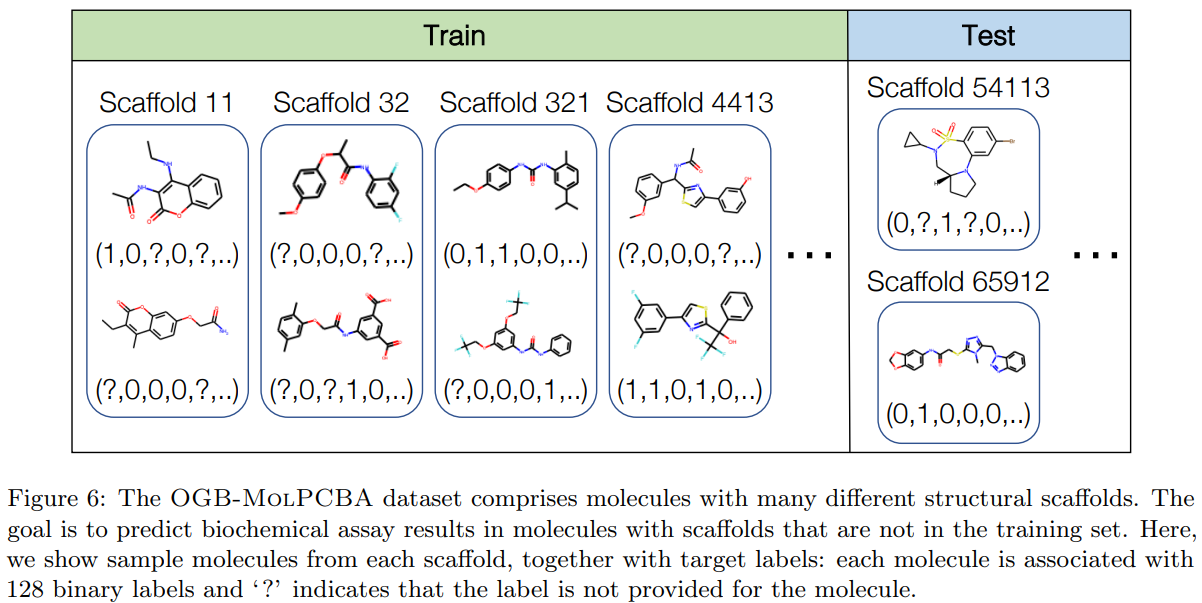 Train
Test
Scaffold 11
Scaffold 32
Scaffold 321
Scaffold 4413
(1,0,?,0,?,..)
(?,0,0,0,?,..)
(0,1,1,0,0,..)
(?,0,0,0,?,..)
(?,0,0,0,?,..)
(?,0,?,1,0,..)
(?,0,0,0,1,..)
(1,1,0,1,0,..)
...
Scaffold 54113
(0,?,1,?,0,..)
Scaffold 65912
(0,1,0,0,0,..)
...
Figure 6: The OGB-MolPCBA dataset comprises molecules with many different structural scaffolds. The
goal is to predict biochemical assay results in molecules with scaffolds that are not in the training set. Here,
we show sample molecules from each scaffold, together with target labels: each molecule is associated with
128 binary labels and ‘?’ indicates that the label is not provided for the molecule.